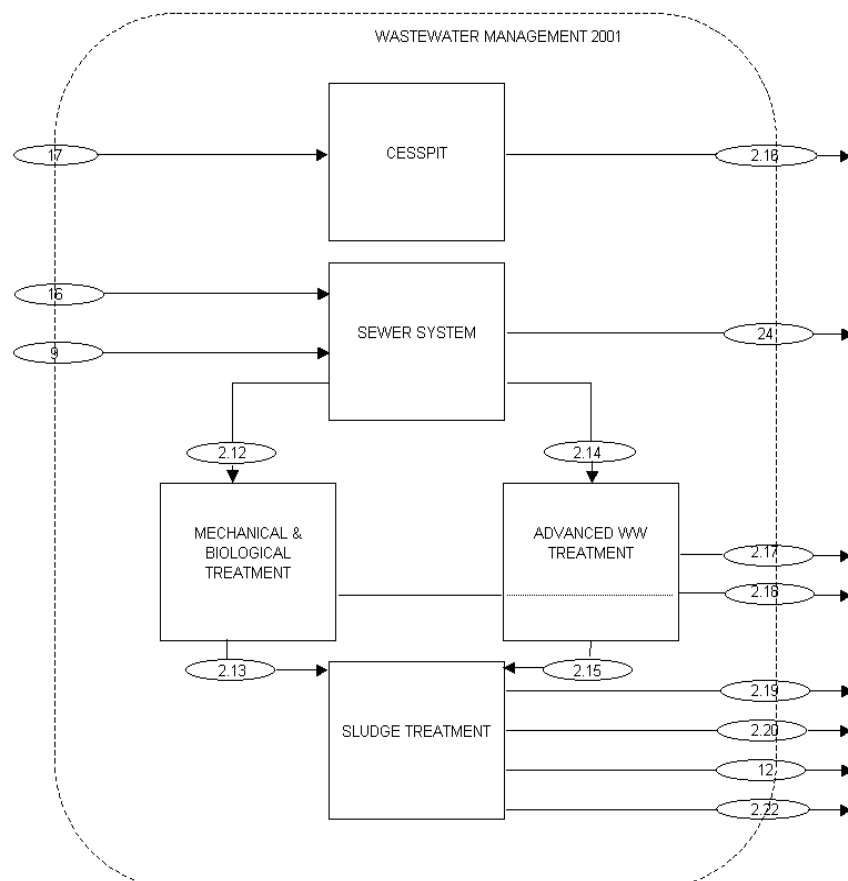 WASTEWATER MANAGEMENT 2001
CESSPIT
17
2.16
16
SEWER SYSTEM
24
9
2.12
2.14
MECHANICAL &
BIOLOGICAL
TREATMENT
ADVANCED WW
TREATMENT
2.17
2.18
2.13
2.15
2.19
SLUDGE TREATMENT
2.20
12
2.22